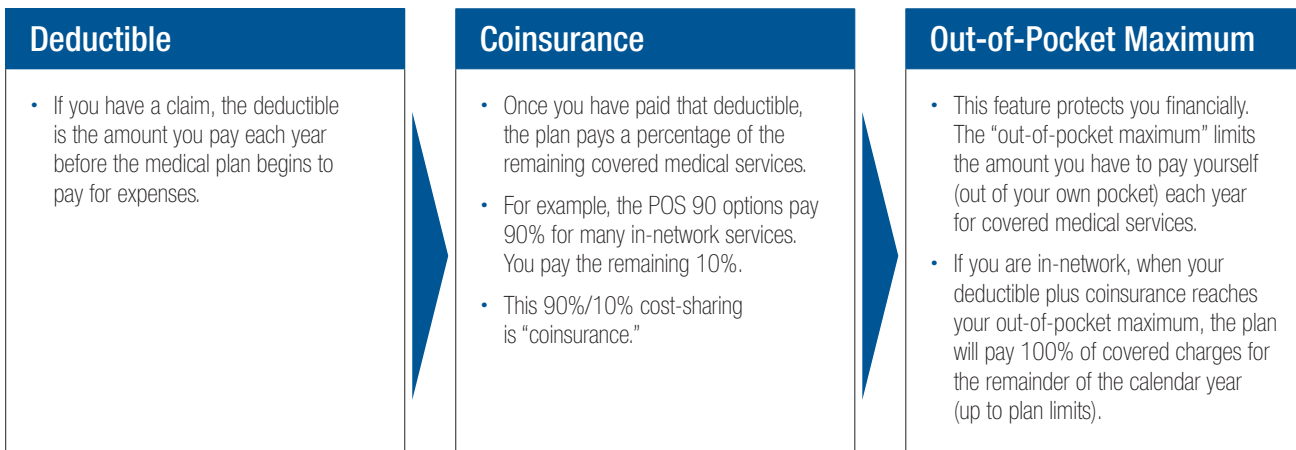 Deductible
• If you have a claim, the deductible
is the amount you pay each year
before the medical plan begins to
pay for expenses.
Coinsurance
• Once you have paid that deductible,
the plan pays a percentage of the
remaining covered medical services.
• For example, the POS 90 options pay
90% for many in-network services.
You pay the remaining 10%.
• This 90%/10% cost-sharing
is “coinsurance.”
Out-of-Pocket Maximum
• This feature protects you financially.
The “out-of-pocket maximum” limits
the amount you have to pay yourself
(out of your own pocket) each year
for covered medical services.
• If you are in-network, when your
deductible plus coinsurance reaches
your out-of-pocket maximum, the plan
will pay 100% of covered charges for
the remainder of the calendar year
(up to plan limits).